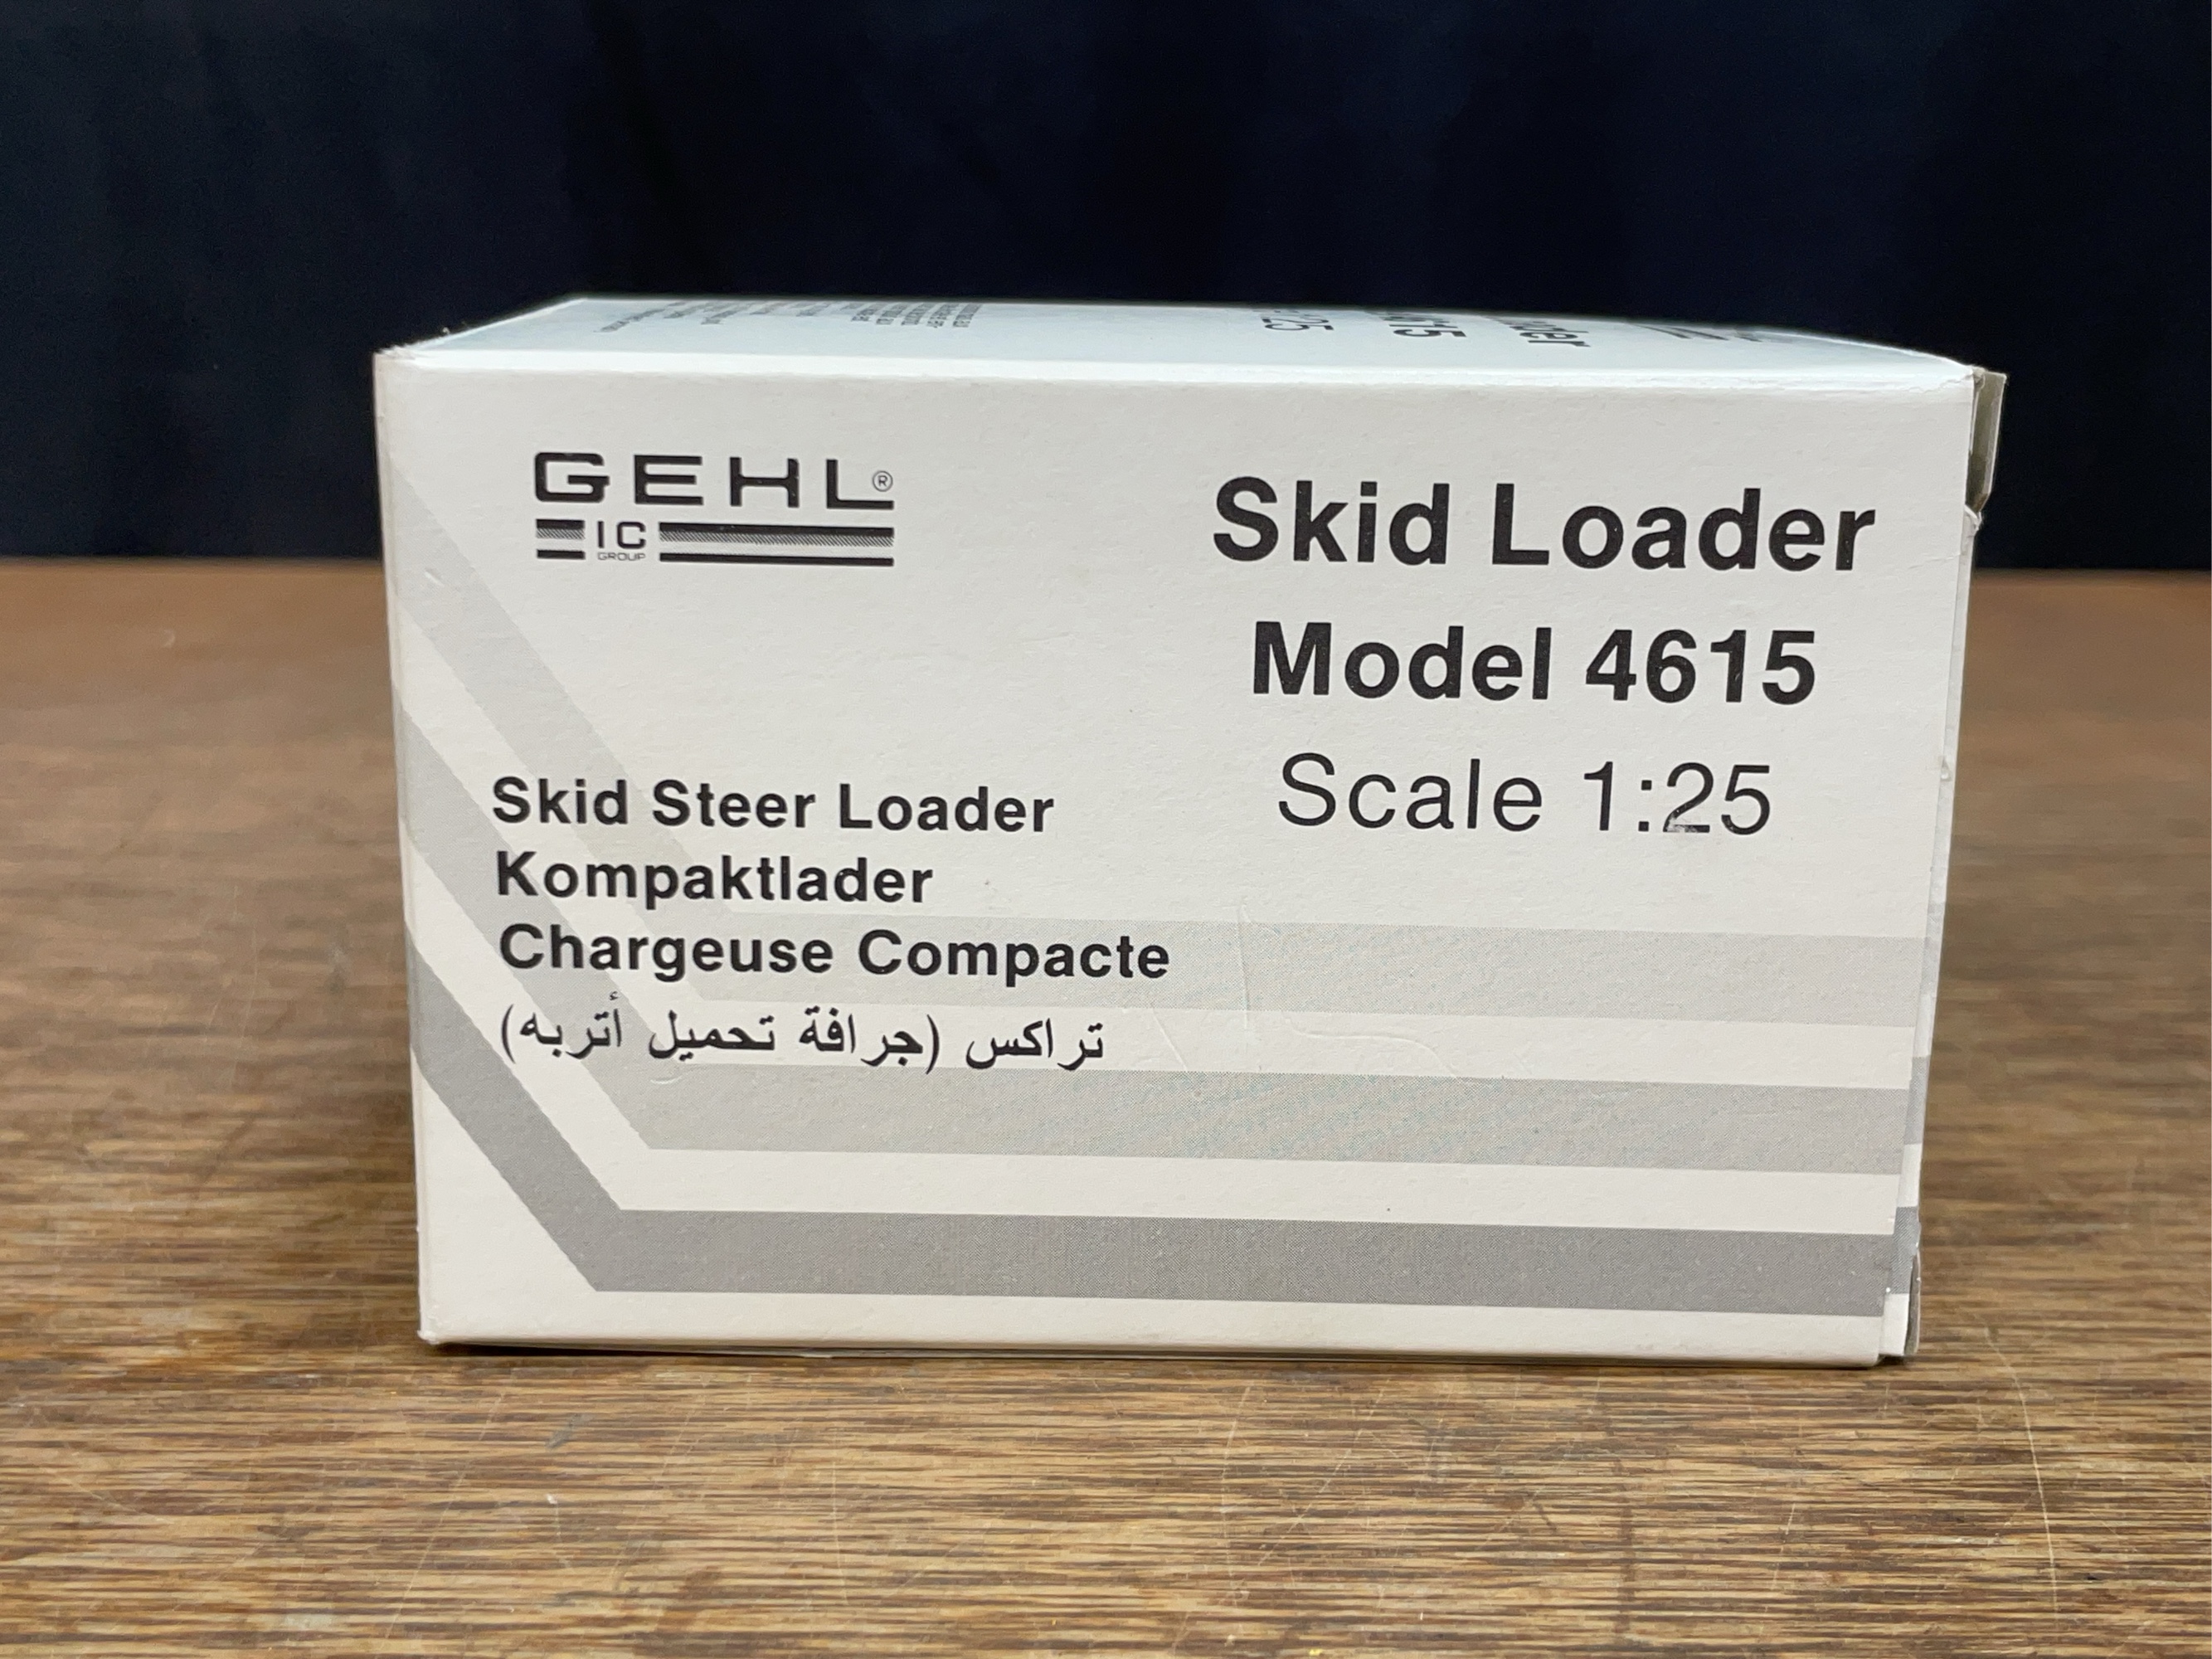 GEHL®
IC
GROUP
Skid Loader
Model 4615
Scale 1:25
Skid Steer Loader
Kompaktlader
Chargeuse Compacte
تراكس (جرافة تحميل أتربه)